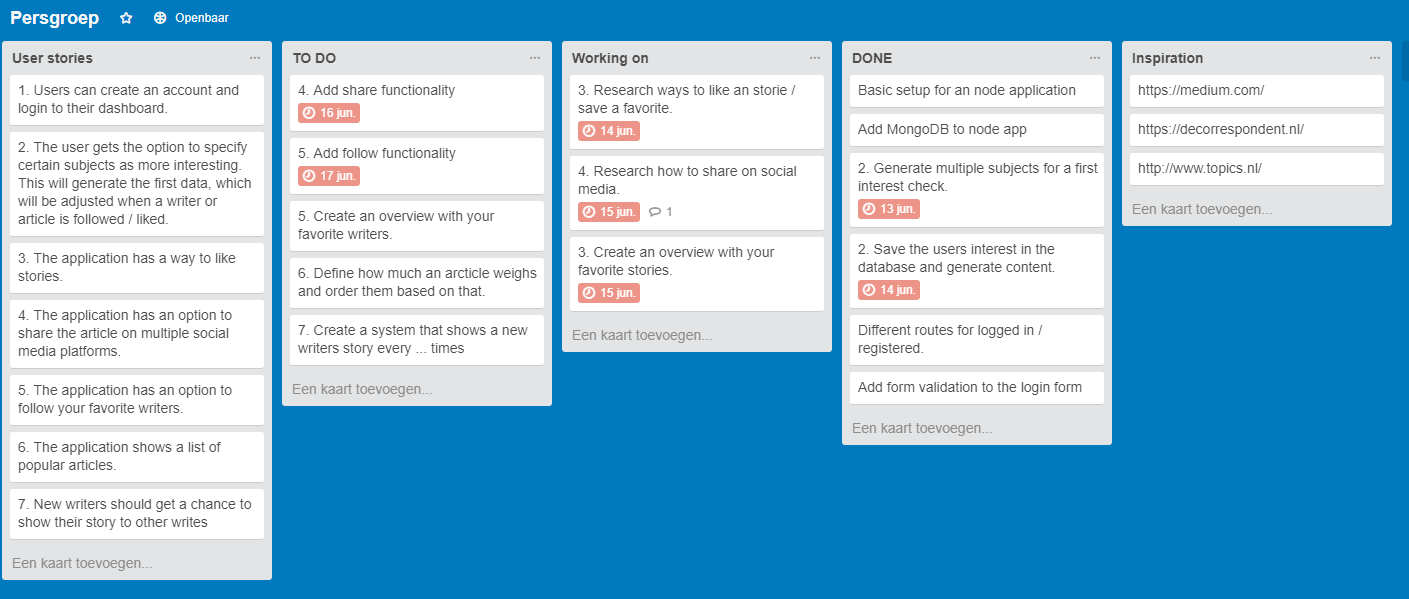 Persgroep Openbaar
User stories
1. Users can create an account and
login to their dashboard.
2. The user gets the option to specify
certain subjects as more interesting.
This will generate the first data, which
will be adjusted when a writer or
article is followed / liked.
3. The application has a way to like
stories.
4. The application has an option to
share the article on multiple social
media platforms.
5. The application has an option to
follow your favorite writers.
6. The application shows a list of
popular articles.
7. New writers should get a chance to
show their story to other writes
Een kaart toevoegen...
TO DO
4. Add share functionality
16 jun.
5. Add follow functionality
17 jun.
5. Create an overview with your
favorite writers.
6. Define how much an arcticle weighs
and order them based on that.
7. Create a system that shows a new
writers story every ... times
Een kaart toevoegen...
Working on
3. Research ways to like an storie /
save a favorite.
14 jun.
4. Research how to share on social
media.
15 jun. 1
3. Create an overview with your
favorite stories.
15 jun.
Een kaart toevoegen...
DONE
Basic setup for an node application
Add MongoDB to node app
2. Generate multiple subjects for a first
interest check.
13 jun.
2. Save the users interest in the
database and generate content.
14 jun.
Different routes for logged in /
registered.
Add form validation to the login form
Een kaart toevoegen...
Inspiration
https://medium.com/
https://decorrespondent.nl/
http://www.topics.nl/
Een kaart toevoegen...